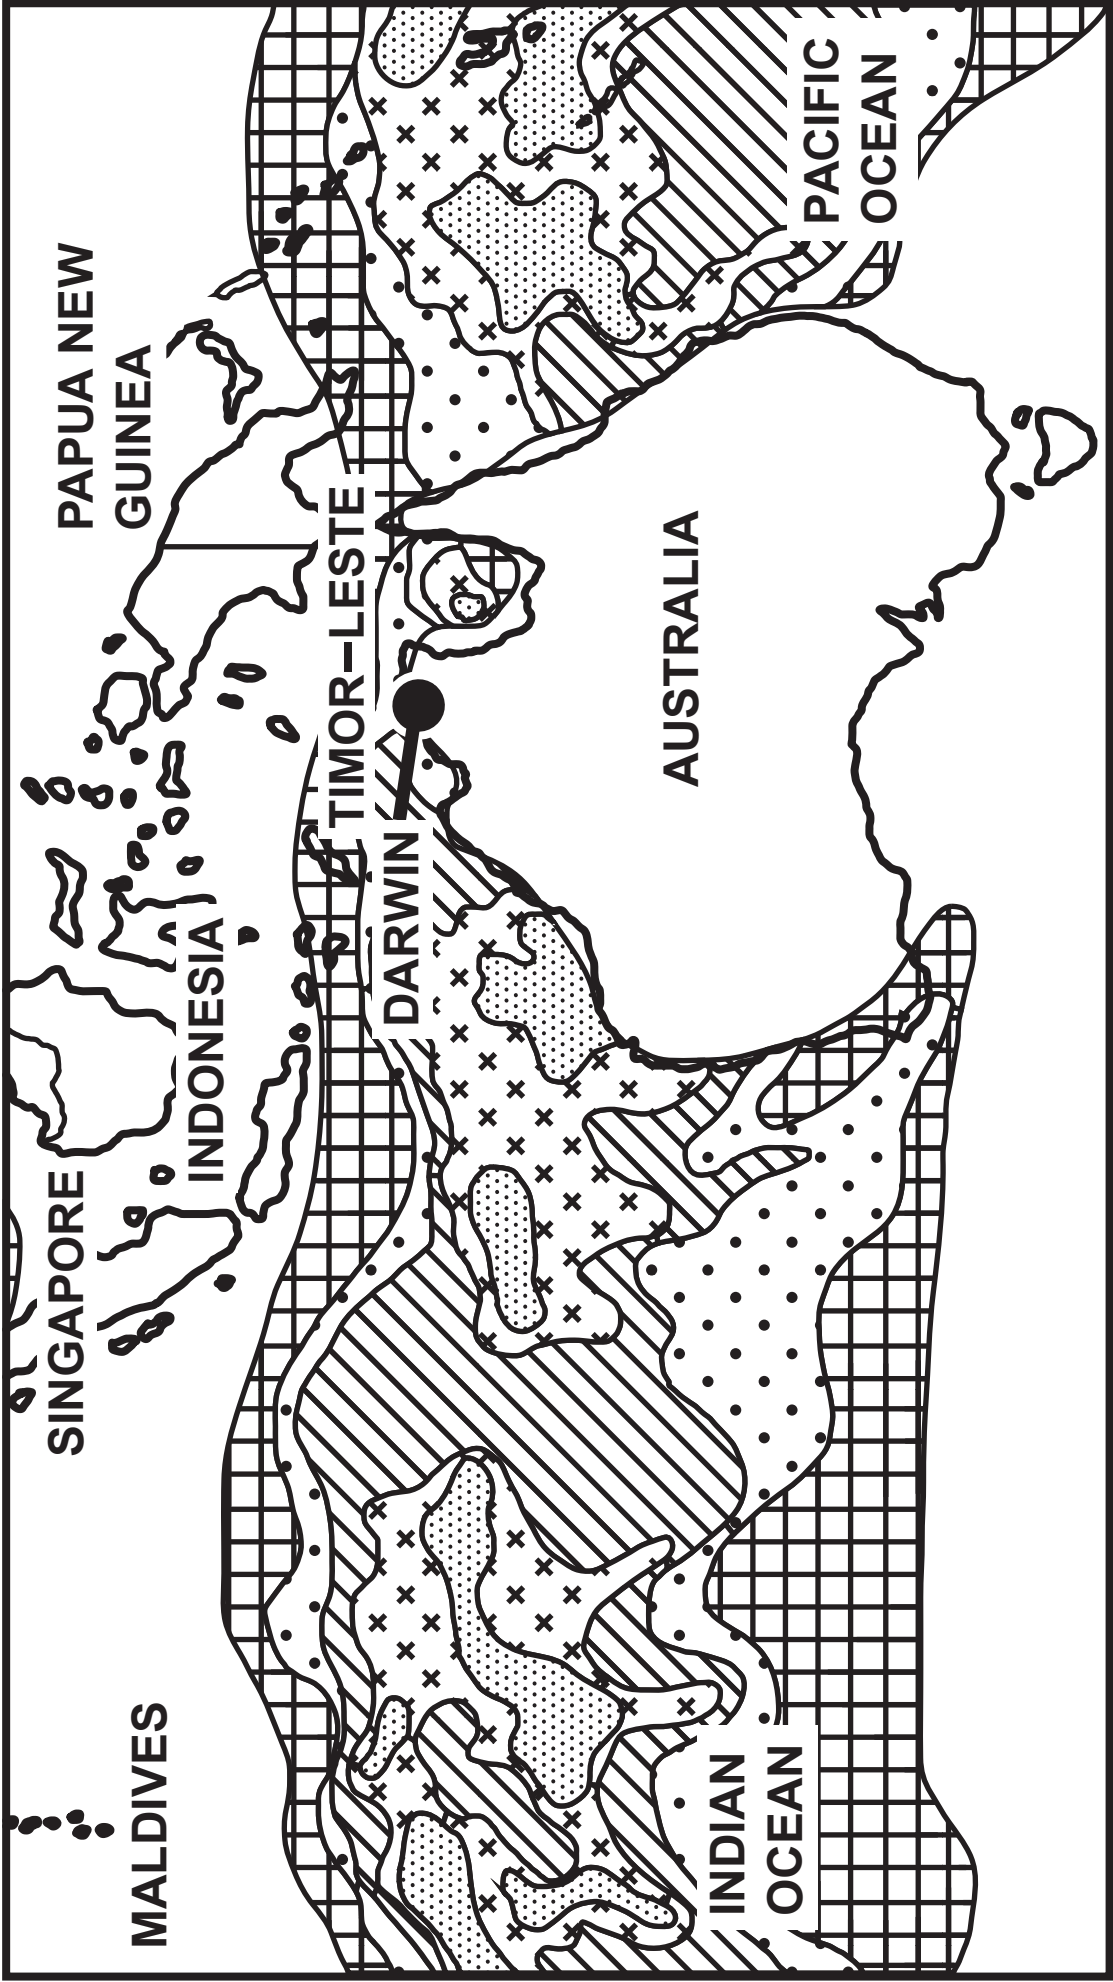 MALDIVES
SINGAPORE
INDONESIA
PAPUA NEW
GUINEA
TIMOR–LESTE
DARWIN
AUSTRALIA
INDIAN
OCEAN
PACIFIC
OCEAN